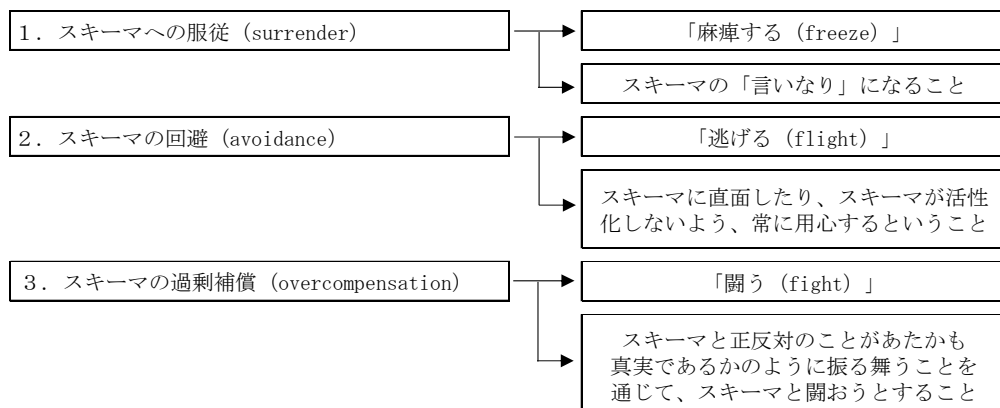 １．スキーマへの服従（surrender）
「麻痺する（freeze）」
スキーマの「言いなり」になること
２．スキーマの回避（avoidance）
「逃げる（flight）」
スキーマに直面したり、スキーマが活性
化しないよう、常に用心するということ
３．スキーマの過剰補償（overcompensation）
「闘う（fight）」
スキーマと正反対のことがあたかも
真実であるかのように振る舞うことを
通じて、スキーマと闘おうとすること